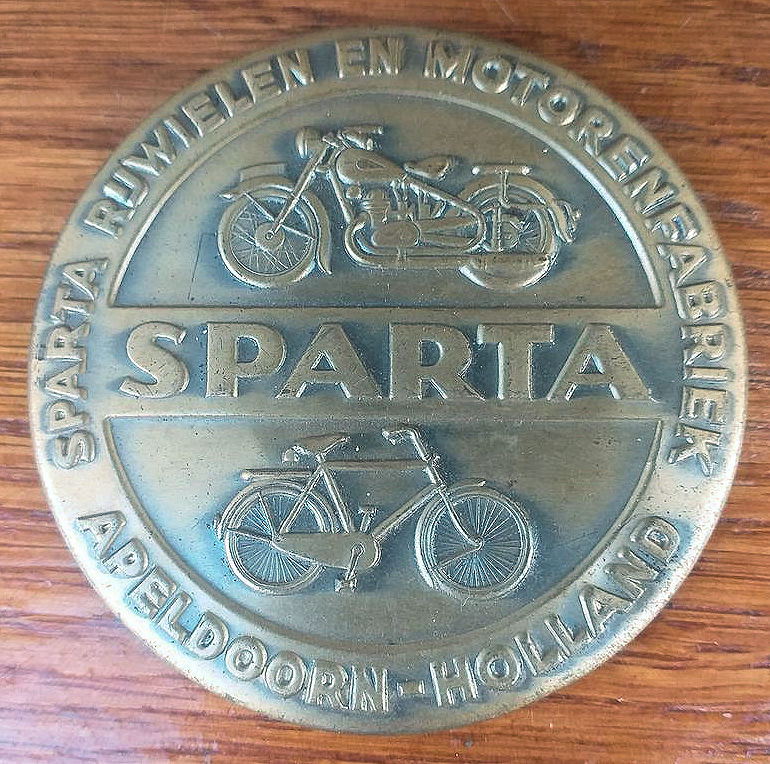 SPARTA RIJWIELEN EN MOTORENFABRIEK
SPARTA
APELDOORN - HOLLAND